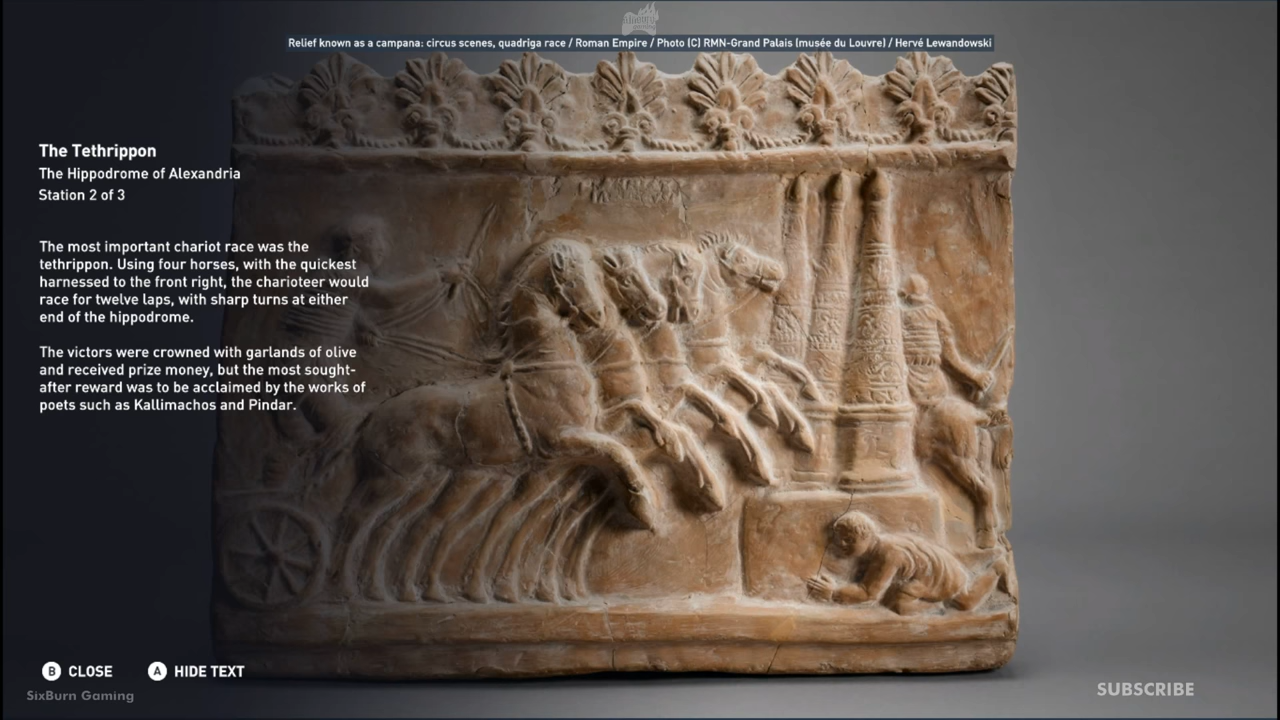 Relief known as a campana: circus scenes, quadriga race / Roman Empire / Photo (C) RMN-Grand Palais (musée du Louvre) / Hervé Lewandowski
The Tethrippon
The Hippodrome of Alexandria
Station 2 of 3
The most important chariot race was the
tethrippon. Using four horses, with the quickest
harnessed to the front right, the charioteer would
race for twelve laps, with sharp turns at either
end of the hippodrome.
The victors were crowned with garlands of olive
and received prize money, but the most sought-
after reward was to be acclaimed by the works of
poets such as Kallimachos and Pindar.
B CLOSE A HIDE TEXT
SixBurn Gaming
SUBSCRIBE